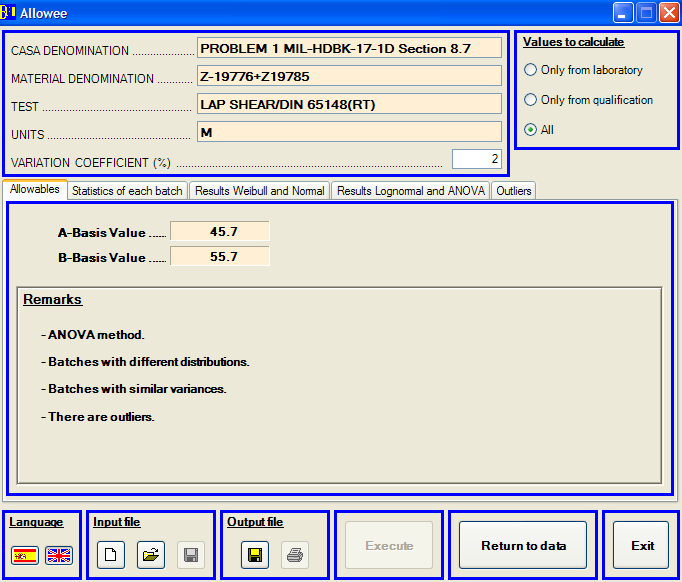 Allowee
CASA DENOMINATION .................... PROBLEM 1 MIL-HDBK-17-1D Section 8.7
MATERIAL DENOMINATION ............ Z-19776+Z19785
TEST .................................................. LAP SHEAR/DIN 65148(RT)
UNITS ................................................ M
VARIATION COEFFICIENT (%) ................................................................................ 2
Values to calculate
Only from laboratory
Only from qualification
All
Allowables Statistics of each batch Results Weibull and Normal Results Lognormal and ANOVA Outliers
A-Basis Value ...... 45.7
B-Basis Value ...... 55.7
Remarks
- ANOVA method.
- Batches with different distributions.
- Batches with similar variances.
- There are outliers.
Language
Input file
Output file
Execute
Return to data
Exit